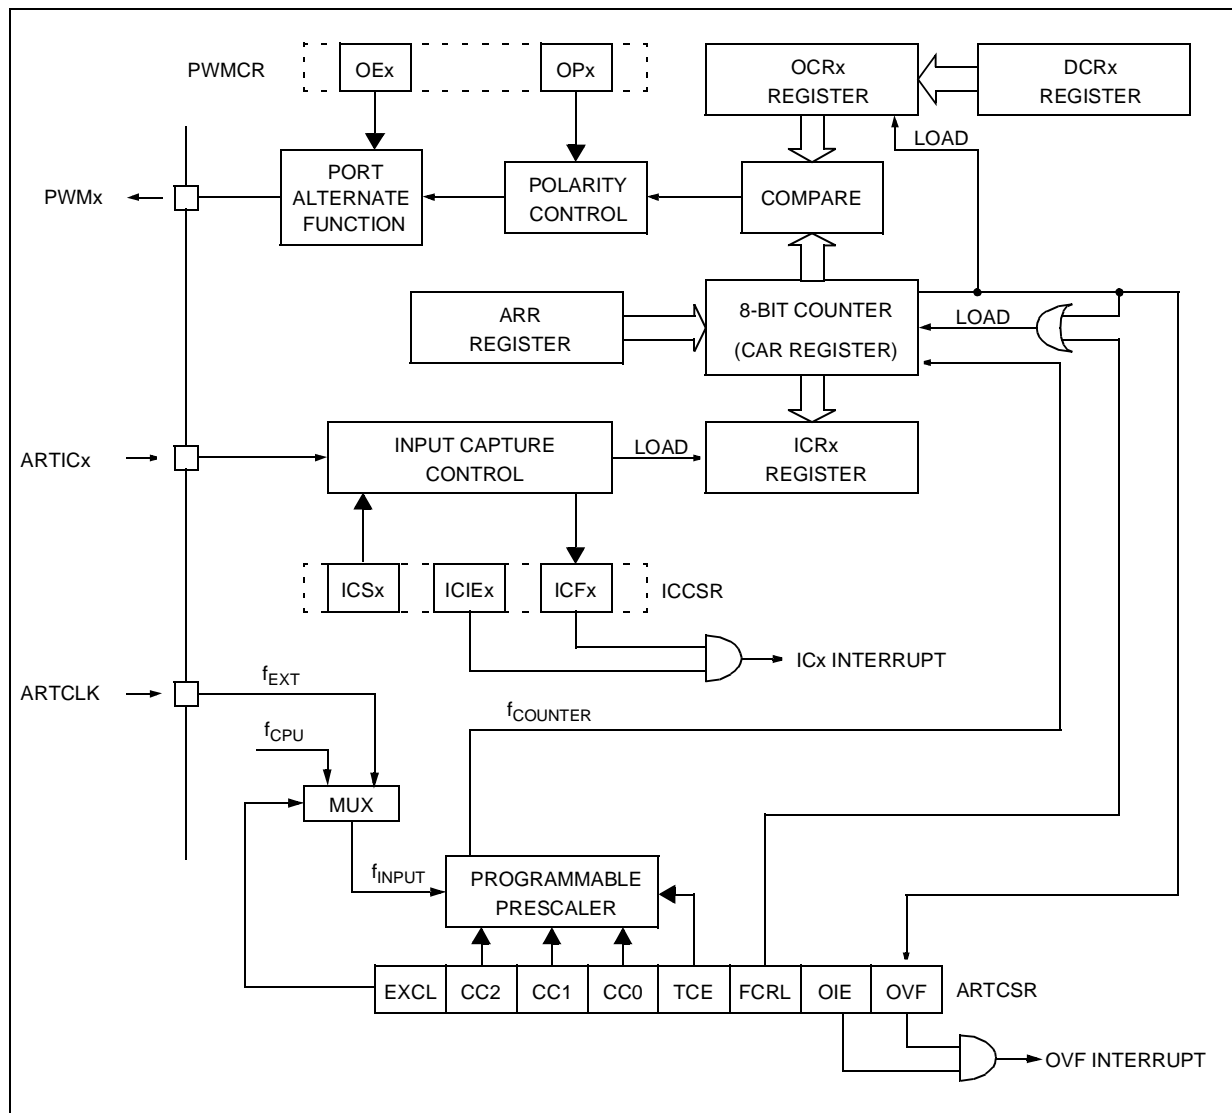 PWMCR
OEx
OPx
OCRx
REGISTER
DCRx
REGISTER
LOAD
PWMx
PORT
ALTERNATE
FUNCTION
POLARITY
CONTROL
COMPARE
ARR
REGISTER
8-BIT COUNTER
(CAR REGISTER)
LOAD
ARTICx
INPUT CAPTURE
CONTROL
LOAD
ICRx
REGISTER
ICSx
ICIEx
ICFx
ICCSR
ICx INTERRUPT
ARTCLK
fEXT
fCPU
fCOUNTER
MUX
fINPUT
PROGRAMMABLE
PRESCALER
EXCL
CC2
CC1
CC0
TCE
FCRL
OIE
OVF
ARTCSR
OVF INTERRUPT